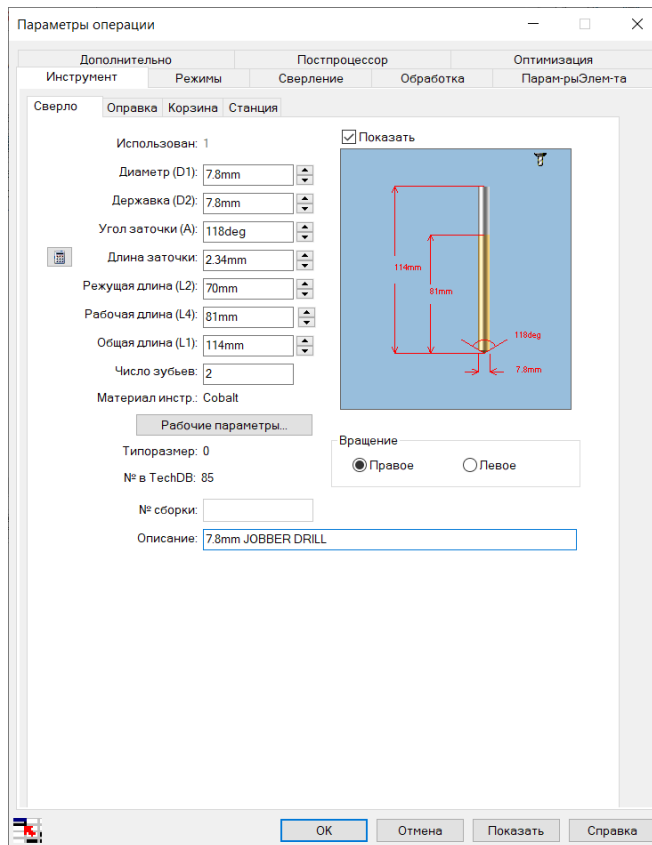 Параметры операции
Дополнительно Постпроцессор Оптимизация
Инструмент Режимы Сверление Обработка Парам-рыЭлем-та
Сверло Оправка Корзина Станция
Использован: 1
Показать
Диаметр (D1): 7.8mm
Державка (D2): 7.8mm
Угол заточки (A): 118deg
Длина заточки: 2.34mm
Режущая длина (L2): 70mm
Рабочая длина (L4): 81mm
Общая длина (L1): 114mm
Число зубьев: 2
Материал инстр.: Cobalt
114mm
81mm
118deg
7.8mm
Рабочие параметры...
Вращение
Правое Левое
Типоразмер: 0
№ в TechDB: 85
№ сборки:
Описание: 7.8mm JOBBER DRILL
OK Отмена Показать Справка